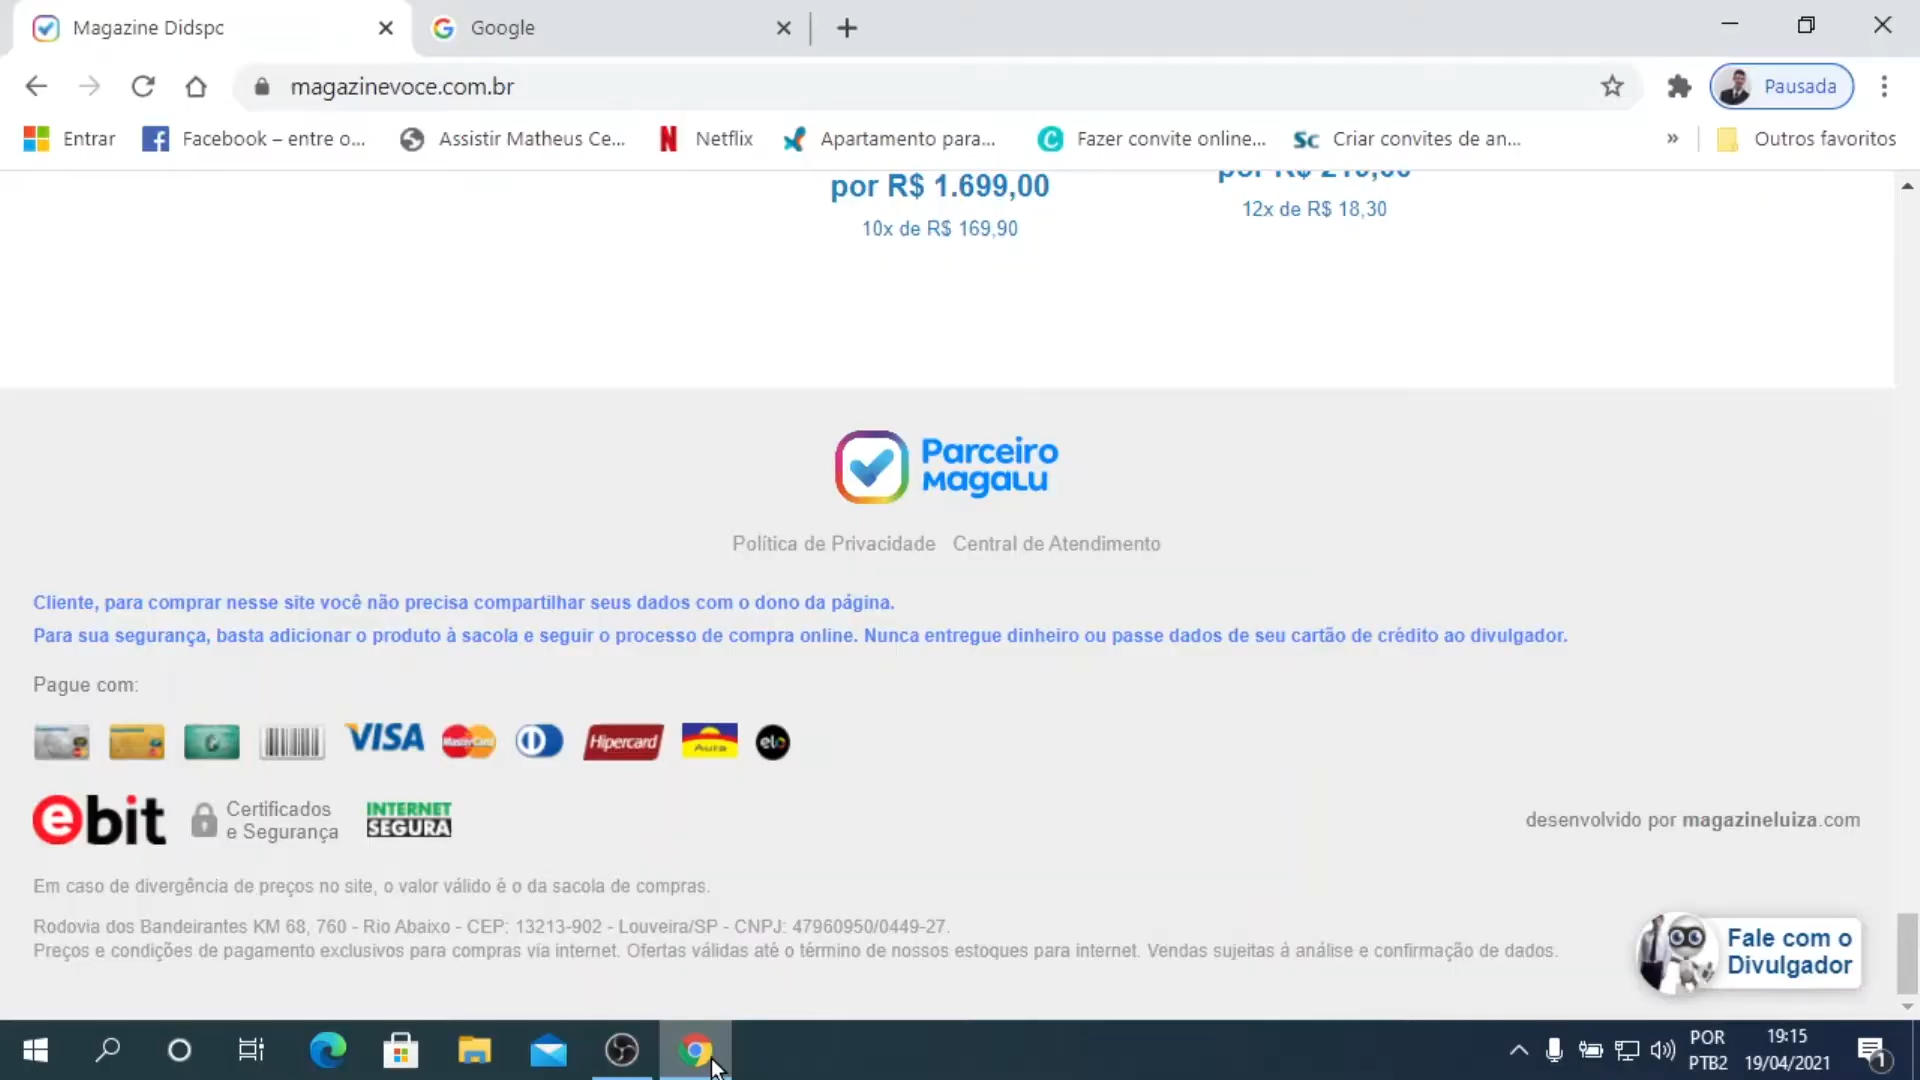 Magazine Didspc
Google
magazinevoce.com.br
Pausada
Entrar
Facebook – entre o...
Assistir Matheus Ce...
Netflix
Apartamento para...
Fazer convite online...
Sc Criar convites de an...
»
Outros favoritos
por R$ 1.699,00
10x de R$ 169,90
12x de R$ 18,30
Parceiro
Magalu
Política de Privacidade
Central de Atendimento
Cliente, para comprar nesse site você não precisa compartilhar seus dados com o dono da página.
Para sua segurança, basta adicionar o produto à sacola e seguir o processo de compra online. Nunca entregue dinheiro ou passe dados de seu cartão de crédito ao divulgador.
Pague com:
VISA
MasterCard
Hipercard
Aura
elo
ebit
Certificados
e Segurança
INTERNET
SEGURA
desenvolvido por magazineluiza.com
Em caso de divergência de preços no site, o valor válido é o da sacola de compras.
Rodovia dos Bandeirantes KM 68, 760 - Rio Abaixo - CEP: 13213-902 - Louveira/SP - CNPJ: 47960950/0449-27.
Preços e condições de pagamento exclusivos para compras via internet. Ofertas válidas até o término de nossos estoques para internet. Vendas sujeitas à análise e confirmação de dados.
Fale com o
Divulgador
POR
PTB2
19:15
19/04/2021
1